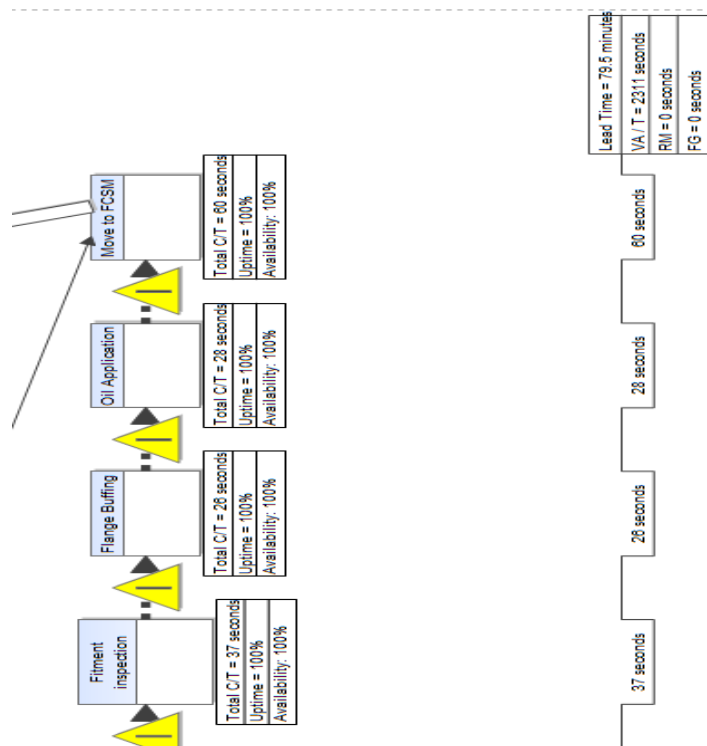 Fitment
inspection
Total C/T = 37 seconds
Uptime = 100%
Availability: 100%
Flange Buffing
Total C/T = 26 seconds
Uptime = 100%
Availability: 100%
Oil Application
Total C/T = 28 seconds
Uptime = 100%
Availability: 100%
Move to FCSM
Total C/T = 60 seconds
Uptime = 100%
Availability: 100%
37 seconds
26 seconds
28 seconds
60 seconds
Lead Time = 79.5 minutes
VA / T = 2311 seconds
RM = 0 seconds
FG = 0 seconds